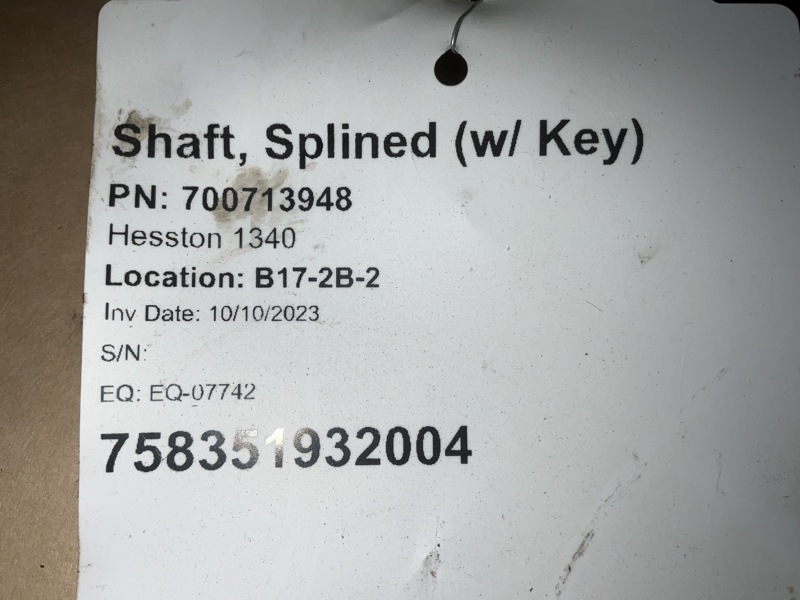 Shaft, Splined (w/ Key)
PN: 700713948
Hesston 1340
Location: B17-2B-2
Inv Date: 10/10/2023
S/N:
EQ: EQ-07742
758351932004